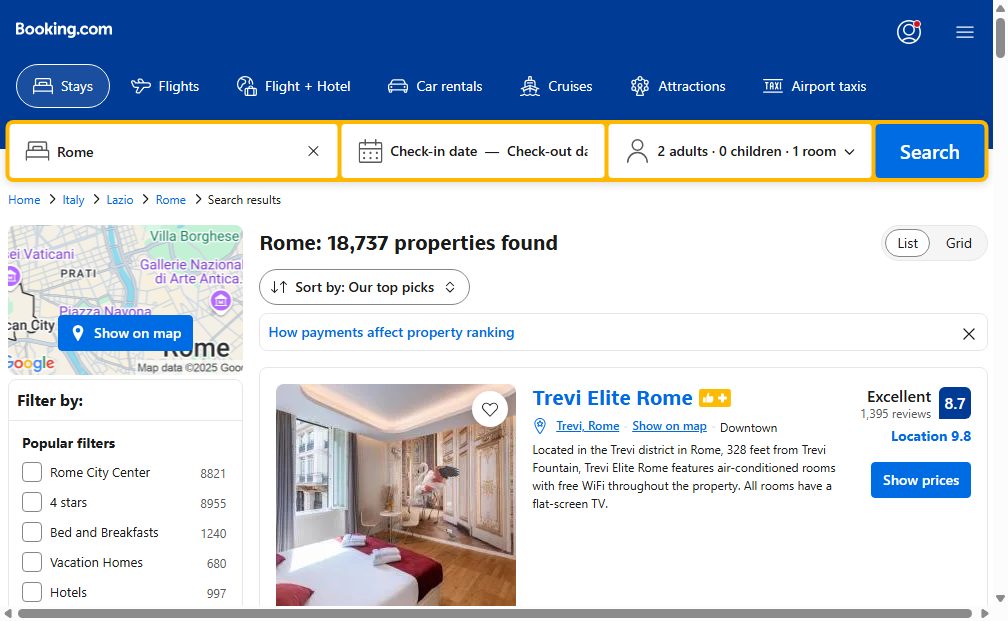 Booking.com
Stays
Flights
Flight + Hotel
Car rentals
Cruises
Attractions
TAXI
Airport taxis
Rome
Check-in date — Check-out da
2 adults · 0 children · 1 room
Search
Home
Italy
Lazio
Rome
Search results
Villa Borghese
sei Vaticani
PRATI
Gallerie Nazional
di Arte Antica.
Piazza Navona
can City
Show on map
Rome
Google
Map data ©2025 Goo
Rome: 18,737 properties found
List
Grid
Sort by: Our top picks
How payments affect property ranking
Filter by:
Popular filters
Rome City Center 8821
4 stars 8955
Bed and Breakfasts 1240
Vacation Homes 680
Hotels 997
Trevi Elite Rome
Trevi, Rome
Show on map
Downtown
Located in the Trevi district in Rome, 328 feet from Trevi
Fountain, Trevi Elite Rome features air-conditioned rooms
with free WiFi throughout the property. All rooms have a
flat-screen TV.
Excellent
1,395 reviews
8.7
Location 9.8
Show prices